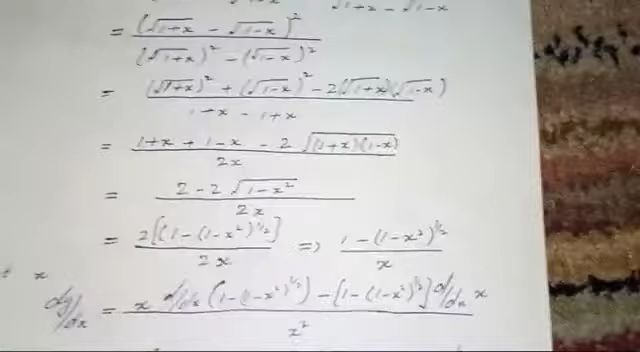 √1+x - √1-x
= (√1+x - √1-x)² / (√1+x)² - (√1-x)²
= (√1+x)² + (√1-x)² - 2(√1+x)(√1-x) / 1+x - 1+x
= 1+x + 1-x - 2 √(1+x)(1-x) / 2x
= 2 - 2 √1-x² / 2x
= 2[(1-(1-x²)^1/2] / 2x => 1-(1-x²)^1/2 / x
x
dy/dx = x d/dx (1-(1-x²)^1/2) - [1-(1-x²)^1/2] d/dx x / x²